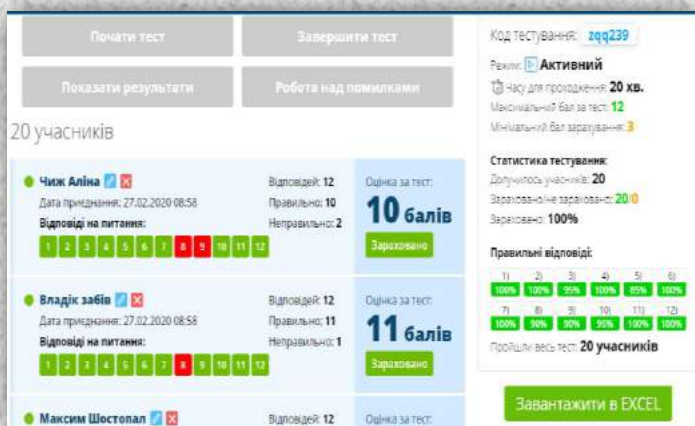 Почати тест
Завершити тест
Показати результати
Робота над помилками
20 учасників
Чиж Аліна
Дата приєднання: 27.02.2020 08:58
Відповіді на питання:
1 2 3 4 5 6 7 8 9 10 11 12
Відповідей: 12
Правильно: 10
Неправильно: 2
Оцінка за тест:
10 балів
Зараховано
Владік забів
Дата приєднання: 27.02.2020 08:58
Відповіді на питання:
1 2 3 4 5 6 7 8 9 10 11 12
Відповідей: 12
Правильно: 11
Неправильно: 1
Оцінка за тест:
11 балів
Зараховано
Максим Шостопал
Відповідей: 12
Оцінка за тест:
Код тестування: zqq239
Режим: Активний
Часу для проходження: 20 хв.
Максимальний бал за тест: 12
Мінімальний бал зарахування: 3
Статистика тестування:
Долучилось учасників: 20
Зараховано/не зараховано: 20/0
Зараховано: 100%
Правильні відповіді:
1) 2) 3) 4) 5) 6)
100% 100% 95% 100% 85% 100%
7) 8) 9) 10) 11) 12)
100% 90% 90% 95% 100% 100%
Пройшли весь тест: 20 учасників
Завантажити в EXCEL